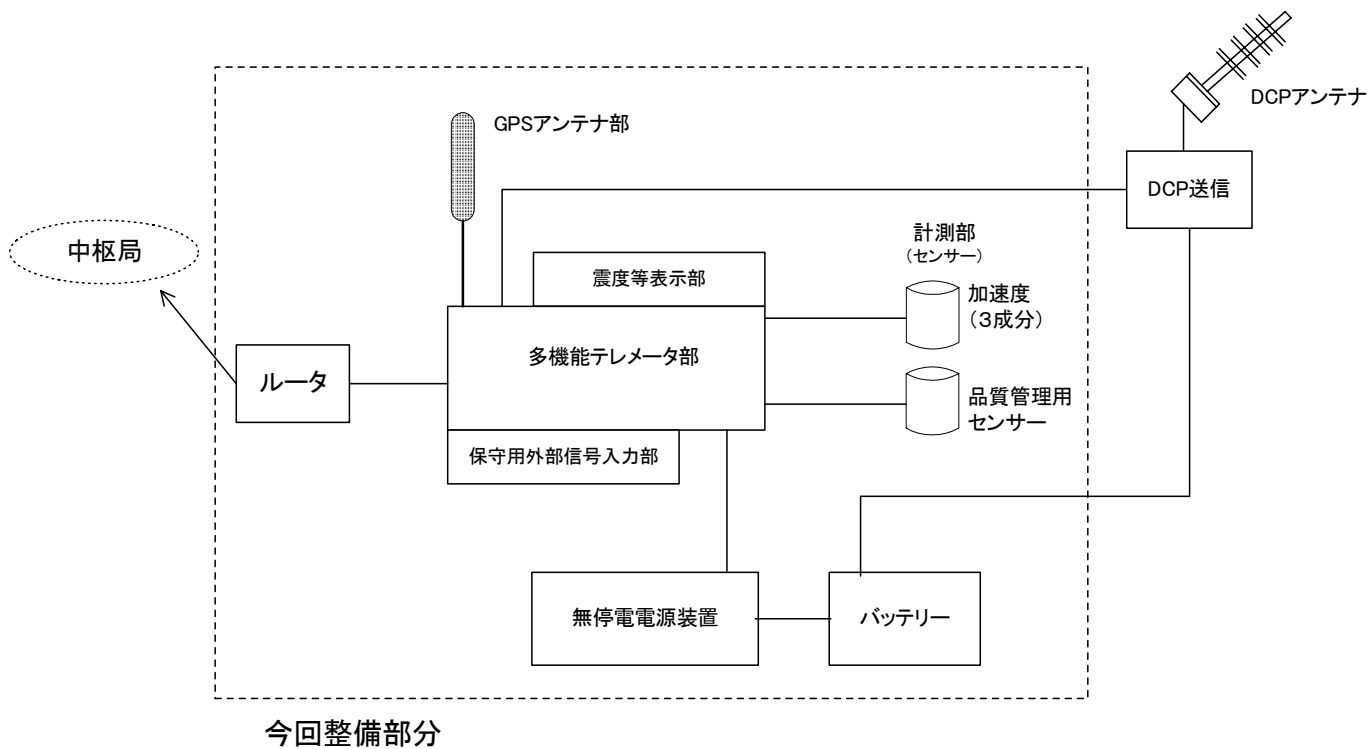 DCPアンテナ
GPSアンテナ部
DCP送信
中枢局
計測部
(センサー)
震度等表示部
加速度
(3成分)
多機能テレメータ部
ルータ
品質管理用
センサー
保守用外部信号入力部
無停電電源装置
バッテリー
今回整備部分